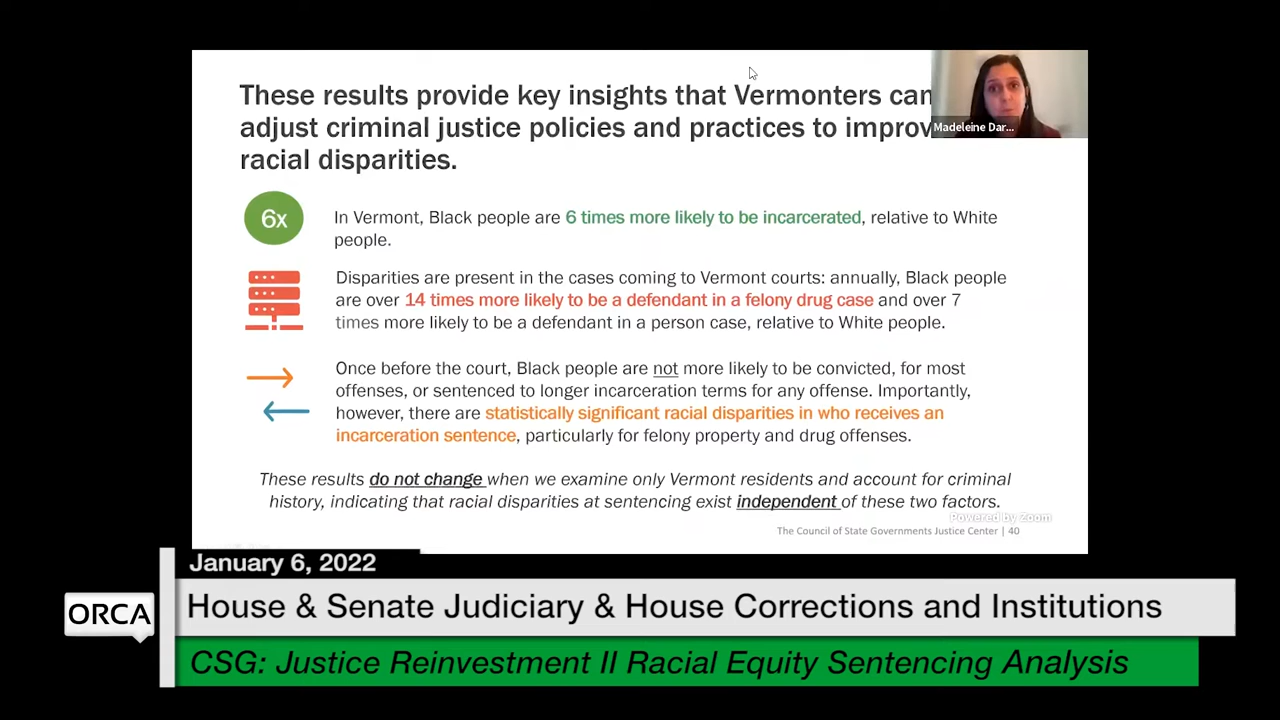 These results provide key insights that Vermonters can
adjust criminal justice policies and practices to improv
racial disparities.
Madeleine Dar...
6x
In Vermont, Black people are 6 times more likely to be incarcerated, relative to White
people.
Disparities are present in the cases coming to Vermont courts: annually, Black people
are over 14 times more likely to be a defendant in a felony drug case and over 7
times more likely to be a defendant in a person case, relative to White people.
Once before the court, Black people are not more likely to be convicted, for most
offenses, or sentenced to longer incarceration terms for any offense. Importantly,
however, there are statistically significant racial disparities in who receives an
incarceration sentence, particularly for felony property and drug offenses.
These results do not change when we examine only Vermont residents and account for criminal
history, indicating that racial disparities at sentencing exist independent of these two factors.
Powered by Zoom
The Council of State Governments Justice Center | 40
January 6, 2022
ORCA
House & Senate Judiciary & House Corrections and Institutions
CSG: Justice Reinvestment II Racial Equity Sentencing Analysis